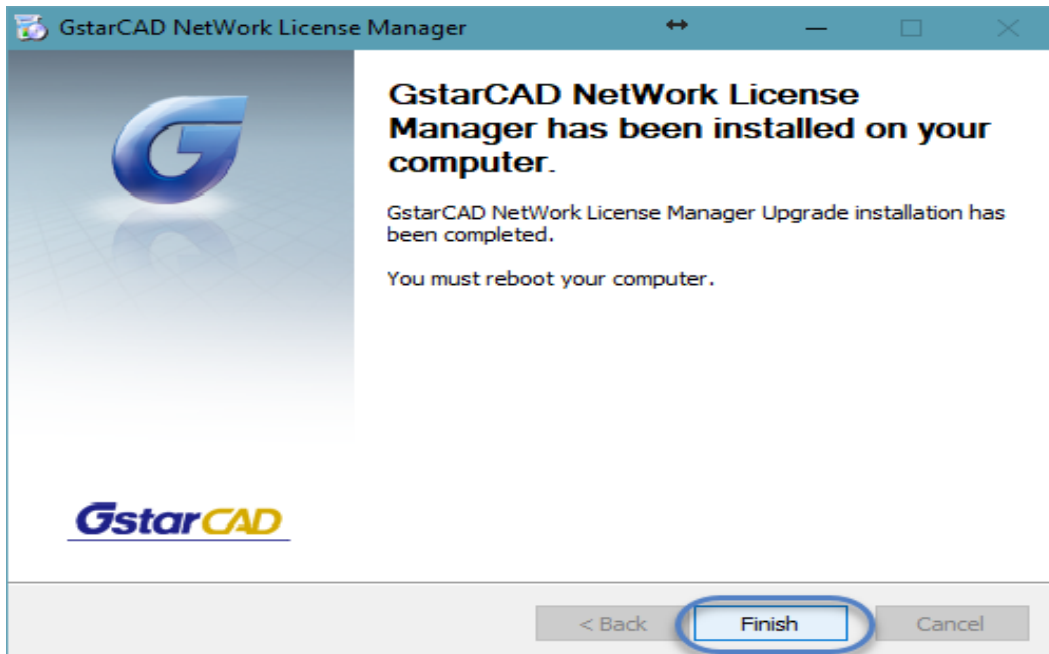 GstarCAD NetWork License Manager
GstarCAD NetWork License
Manager has been installed on your
computer.
GstarCAD NetWork License Manager Upgrade installation has
been completed.
You must reboot your computer.
GstarCAD
< Back
Finish
Cancel